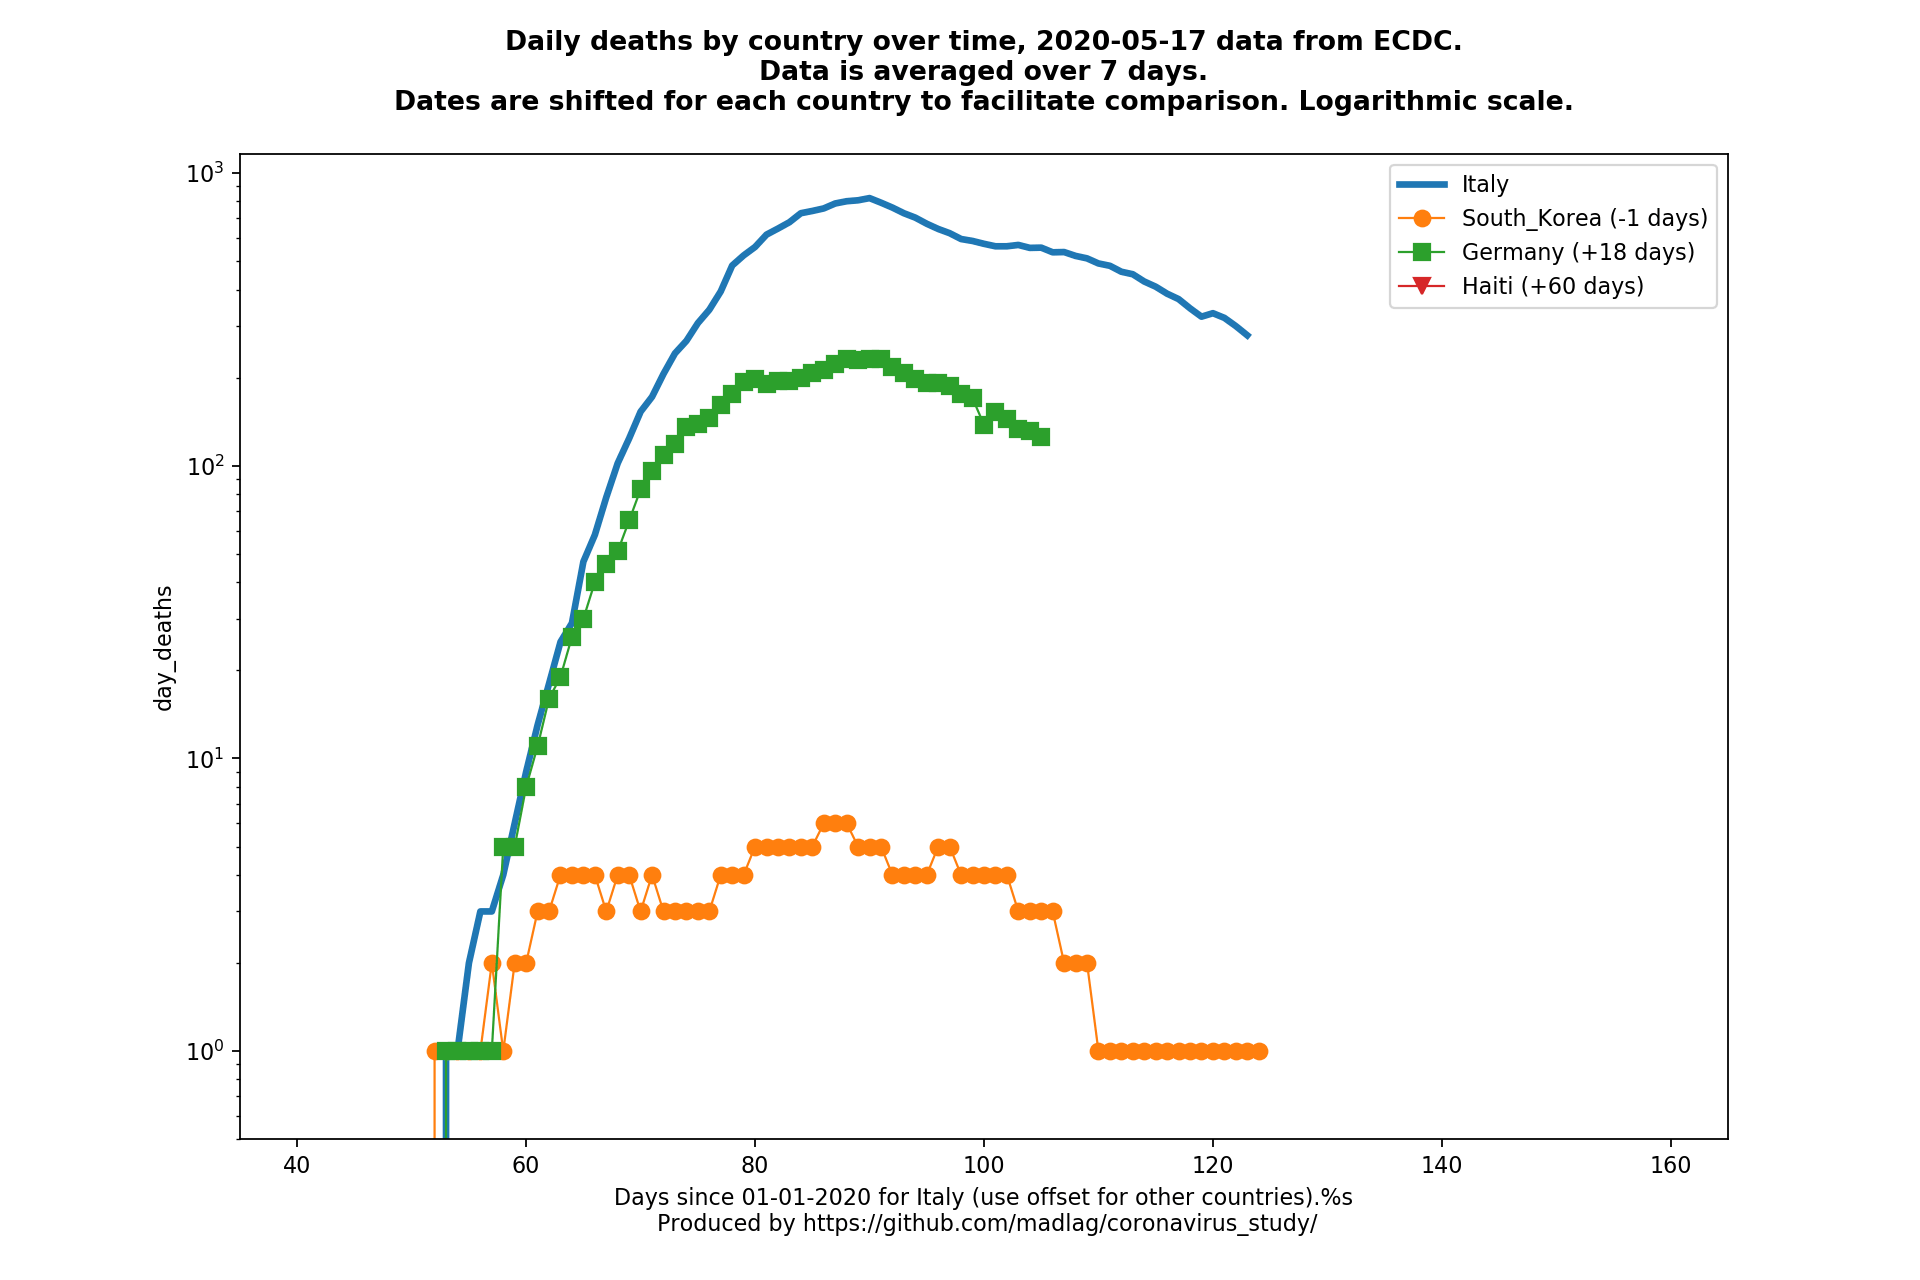 Daily deaths by country over time, 2020-05-17 data from ECDC.
Data is averaged over 7 days.
Dates are shifted for each country to facilitate comparison. Logarithmic scale.
10³
10²
10¹
10⁰
day_deaths
Italy
South_Korea (-1 days)
Germany (+18 days)
Haiti (+60 days)
40 60 80 100 120 140 160
Days since 01-01-2020 for Italy (use offset for other countries).%s
Produced by https://github.com/madlag/coronavirus_study/